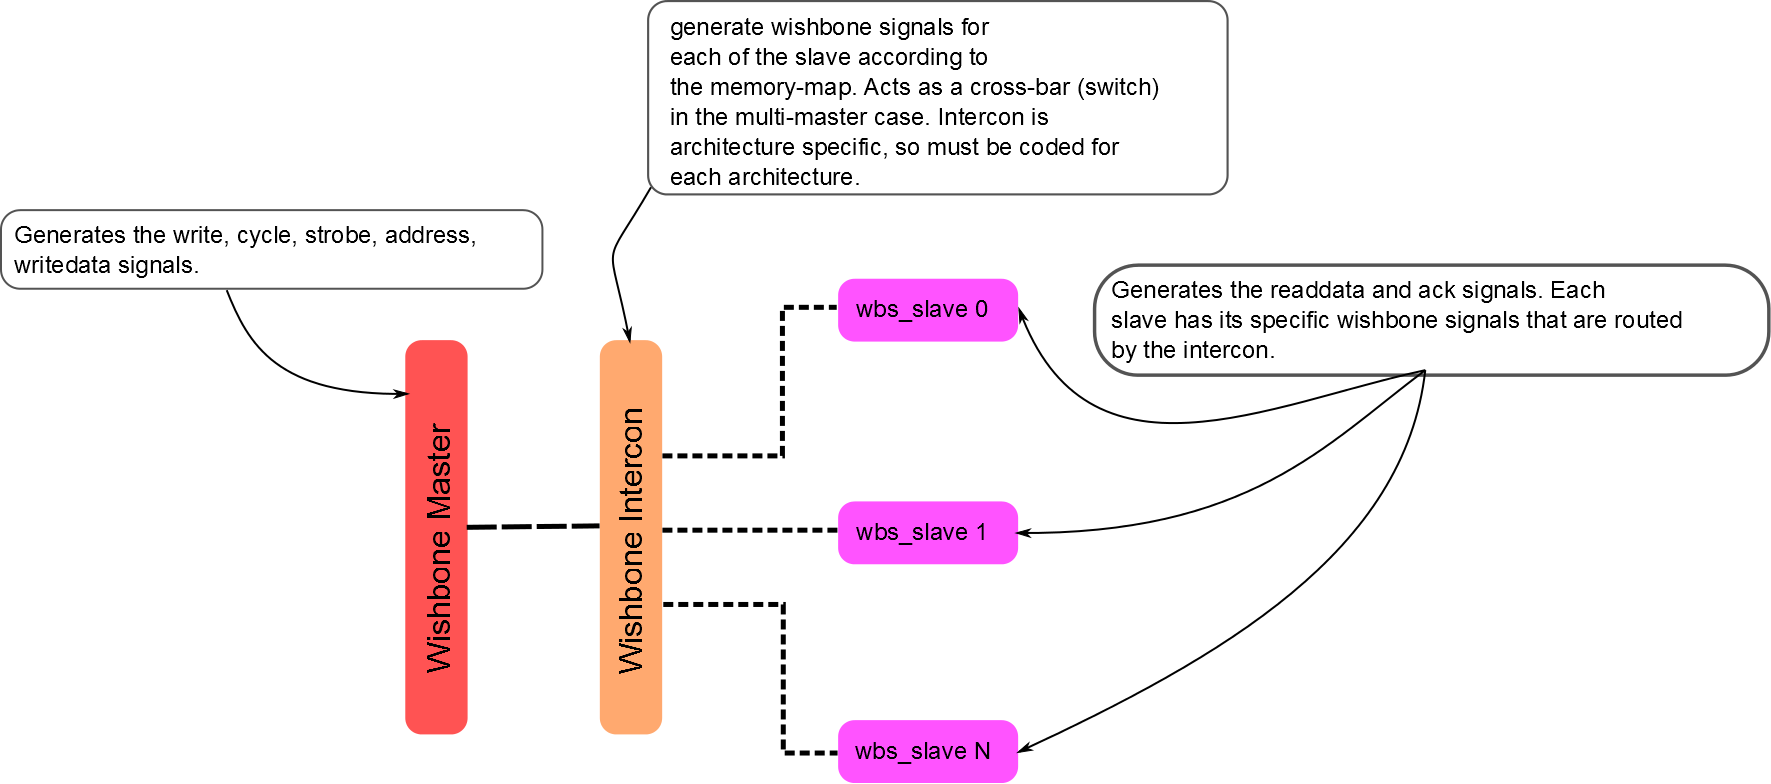 generate wishbone signals for
each of the slave according to
the memory-map. Acts as a cross-bar (switch)
in the multi-master case. Intercon is
architecture specific, so must be coded for
each architecture.
Generates the write, cycle, strobe, address,
writedata signals.
Generates the readdata and ack signals. Each
slave has its specific wishbone signals that are routed
by the intercon.
Wishbone Master
Wishbone Intercon
wbs_slave 0
wbs_slave 1
wbs_slave N